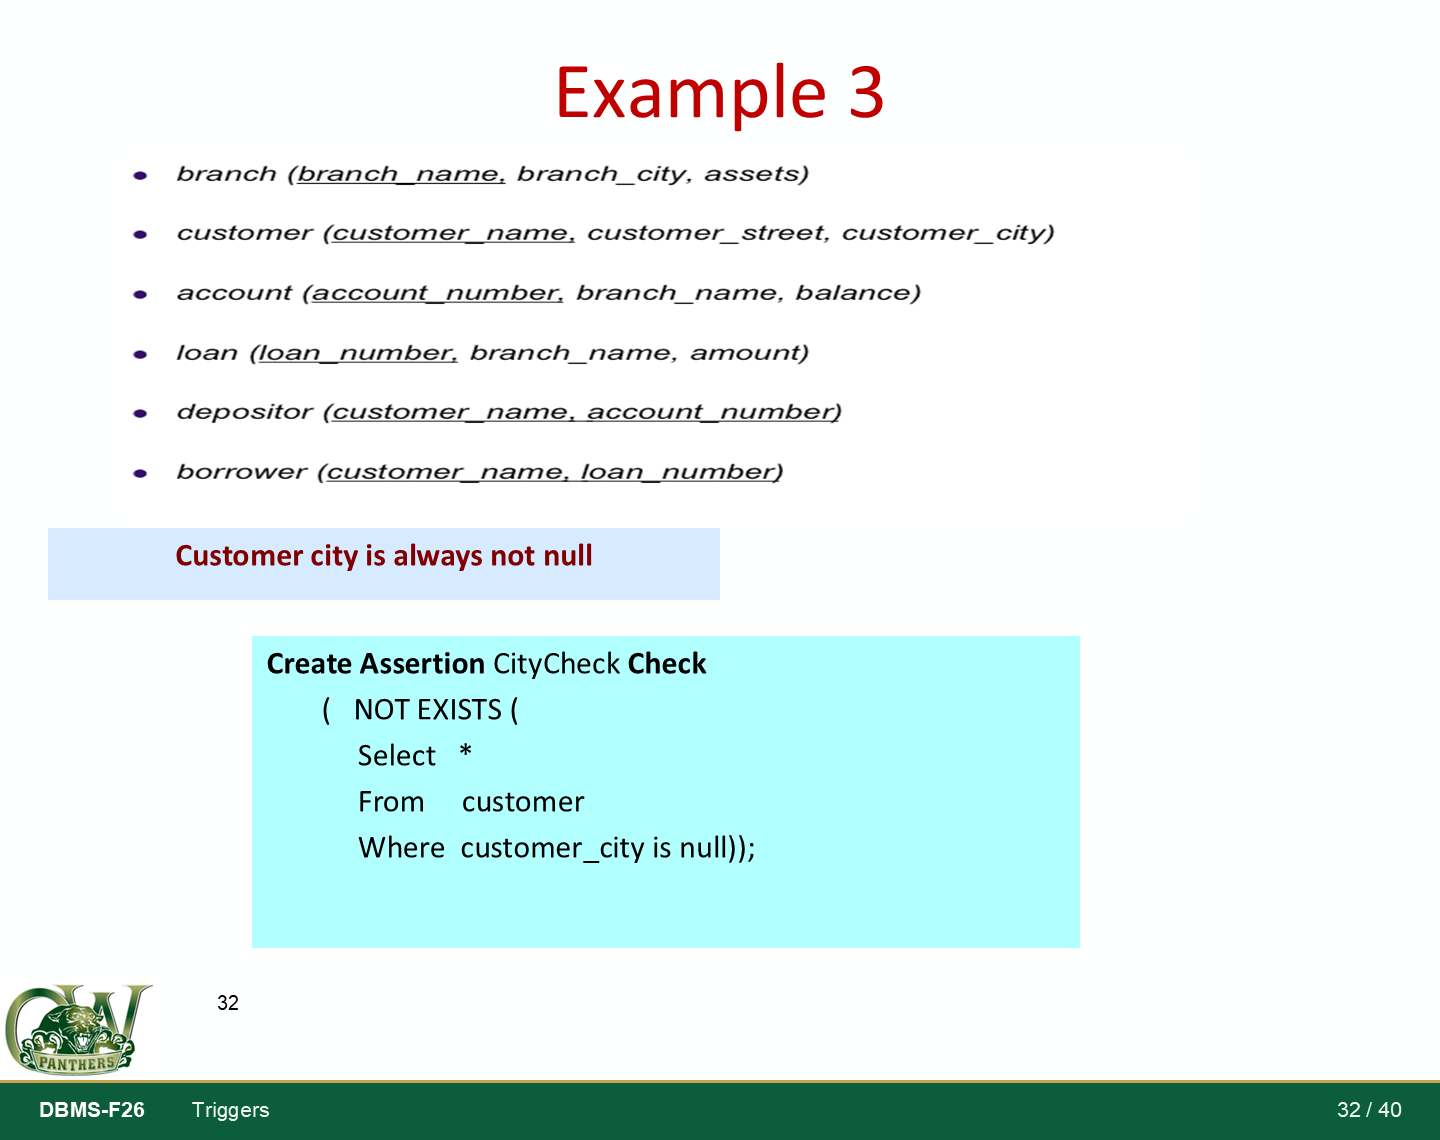 Example 3
• branch (branch_name, branch_city, assets)
• customer (customer_name, customer_street, customer_city)
• account (account_number, branch_name, balance)
• loan (loan_number, branch_name, amount)
• depositor (customer_name, account_number)
• borrower (customer_name, loan_number)
Customer city is always not null
Create Assertion CityCheck Check
( NOT EXISTS (
Select *
From customer
Where customer_city is null));
32
CW
PANTHERS
DBMS-F26 Triggers 32 / 40